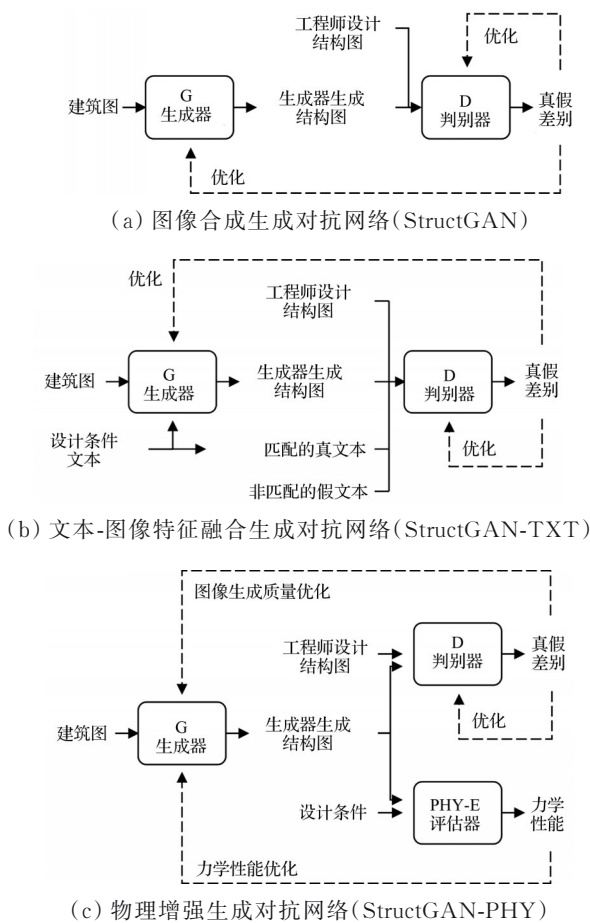 工程师设计
结构图
优化
建筑图
G
生成器
生成器生成
结构图
D
判别器
真假
差别
优化
(a) 图像合成生成对抗网络(StructGAN)
优化
工程师设计
结构图
建筑图
G
生成器
生成器生成
结构图
D
判别器
真假
差别
设计条件
文本
匹配的真文本
优化
非匹配的假文本
(b) 文本-图像特征融合生成对抗网络(StructGAN-TXT)
图像生成质量优化
工程师设计
结构图
D
判别器
真假
差别
建筑图
G
生成器
生成器生成
结构图
优化
设计条件
PHY-E
评估器
力学
性能
力学性能优化
(c) 物理增强生成对抗网络(StructGAN-PHY)